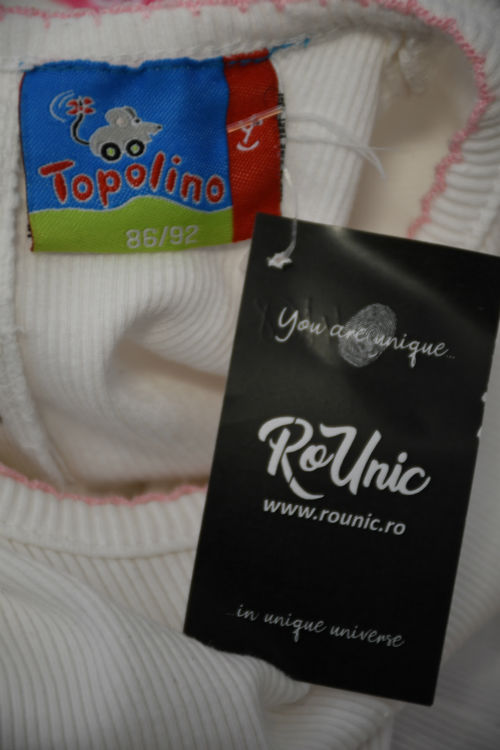 Topolino
86/92
You are unique...
RoUnic
www.rounic.ro
...in unique universe